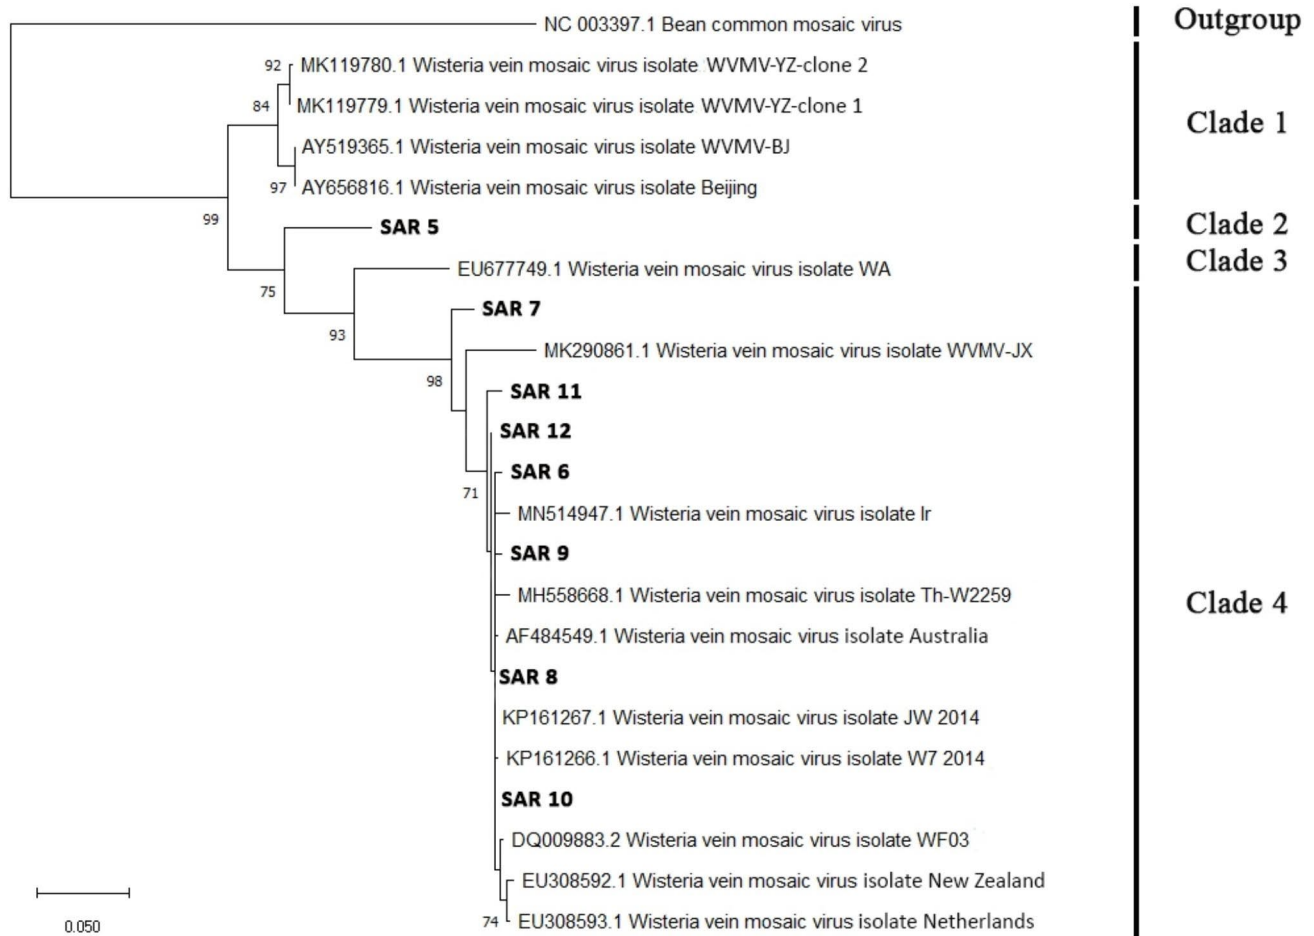 NC 003397.1 Bean common mosaic virus
Outgroup
92
MK119780.1 Wisteria vein mosaic virus isolate WVMV-YZ-clone 2
84
MK119779.1 Wisteria vein mosaic virus isolate WVMV-YZ-clone 1
Clade 1
AY519365.1 Wisteria vein mosaic virus isolate WVMV-BJ
97
AY656816.1 Wisteria vein mosaic virus isolate Beijing
99
SAR 5
Clade 2
EU677749.1 Wisteria vein mosaic virus isolate WA
Clade 3
75
SAR 7
93
MK290861.1 Wisteria vein mosaic virus isolate WVMV-JX
98
SAR 11
SAR 12
SAR 6
71
MN514947.1 Wisteria vein mosaic virus isolate Ir
SAR 9
MH558668.1 Wisteria vein mosaic virus isolate Th-W2259
Clade 4
AF484549.1 Wisteria vein mosaic virus isolate Australia
SAR 8
KP161267.1 Wisteria vein mosaic virus isolate JW 2014
KP161266.1 Wisteria vein mosaic virus isolate W7 2014
SAR 10
DQ009883.2 Wisteria vein mosaic virus isolate WF03
EU308592.1 Wisteria vein mosaic virus isolate New Zealand
74
EU308593.1 Wisteria vein mosaic virus isolate Netherlands
0.050